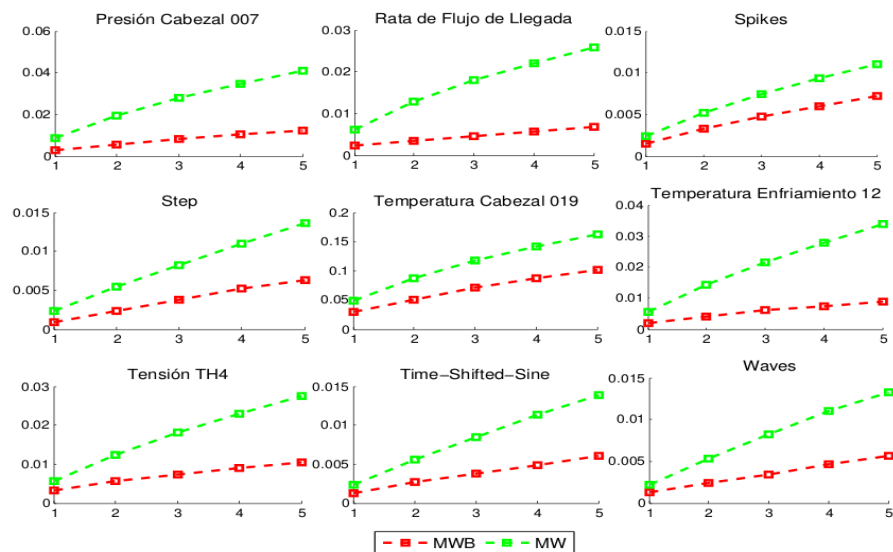 Presión Cabezal 007
0.06
0.04
0.02
0
1 2 3 4 5
Rata de Flujo de Llegada
0.03
0.02
0.01
0
1 2 3 4 5
Spikes
0.015
0.01
0.005
0
1 2 3 4 5
Step
0.015
0.01
0.005
0
1 2 3 4 5
Temperatura Cabezal 019
0.2
0.15
0.1
0.05
0
1 2 3 4 5
Temperatura Enfriamiento 12
0.04
0.03
0.02
0.01
0
1 2 3 4 5
Tensión TH4
0.03
0.02
0.01
0
1 2 3 4 5
Time−Shifted−Sine
0.015
0.01
0.005
0
1 2 3 4 5
Waves
0.015
0.01
0.005
0
1 2 3 4 5
MWB MW